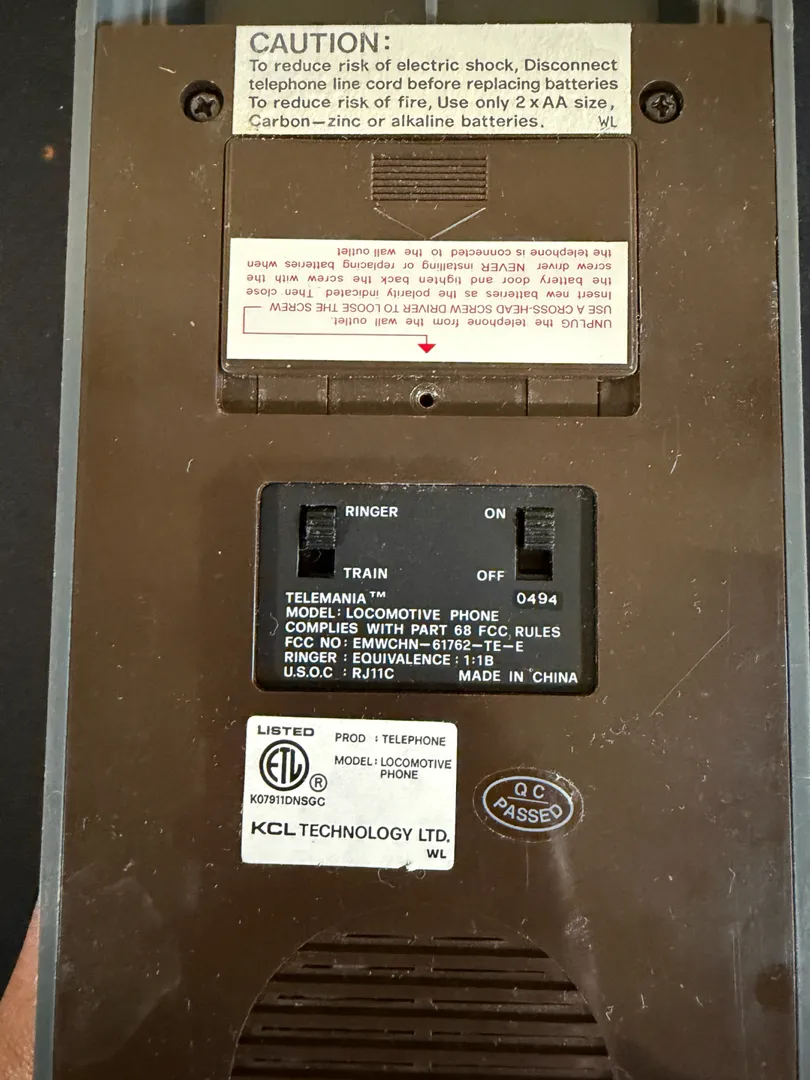 CAUTION:
To reduce risk of electric shock, Disconnect
telephone line cord before replacing batteries
To reduce risk of fire, Use only 2 x AA size,
Carbon–zinc or alkaline batteries. WL
UNPLUG the telephone from the wall outlet.
USE A CROSS-HEAD SCREW DRIVER TO LOOSE THE SCREW
Insert new batteries as the polarity indicated. Then close
the battery door and tighten back the screw with the
screw driver NEVER installing or replacing batteries when
the telephone is connected to the wall outlet
RINGER ON
TRAIN OFF
TELEMANIA™ 0494
MODEL: LOCOMOTIVE PHONE
COMPLIES WITH PART 68 FCC RULES
FCC NO: EMWCHN–61762–TE–E
RINGER : EQUIVALENCE : 1:1B
U.S.O.C : RJ11C MADE IN CHINA
LISTED
ETL ®
K07911DNSGC
PROD : TELEPHONE
MODEL: LOCOMOTIVE
PHONE
KCL TECHNOLOGY LTD.
WL
QC
PASSED